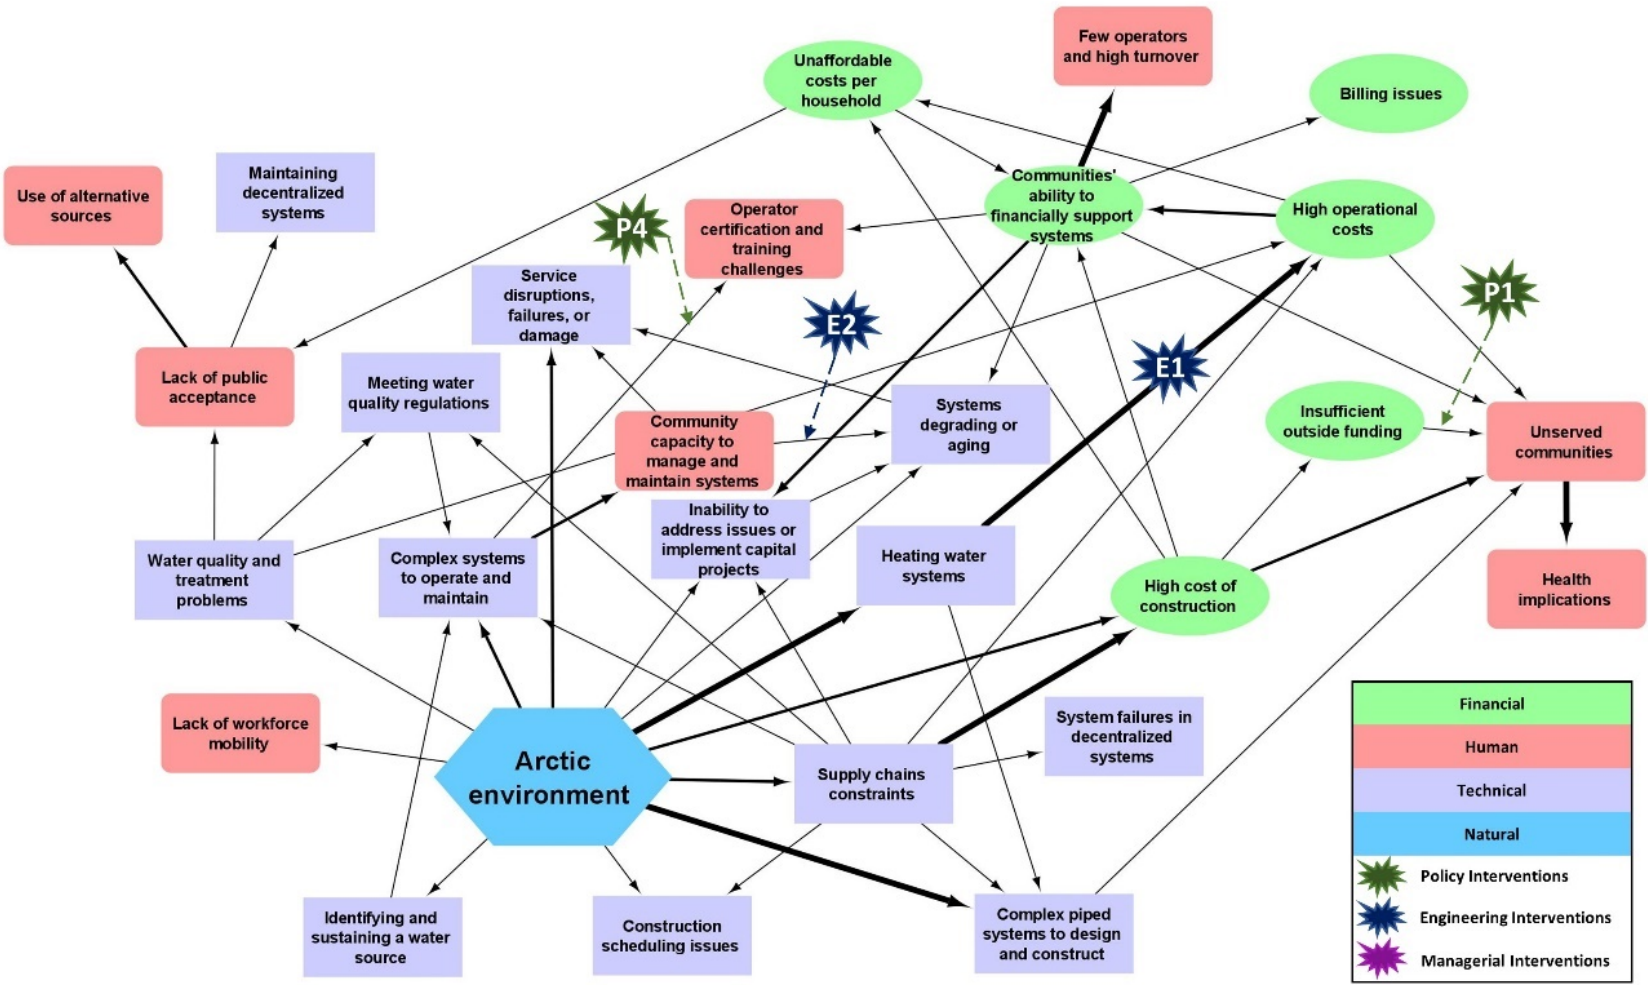 Few operators
and high turnover
Unaffordable
costs per
household
Billing issues
Use of alternative
sources
Maintaining
decentralized
systems
P4
Operator
certification and
training
challenges
Communities'
ability to
financially support
systems
High operational
costs
Service
disruptions,
failures, or
damage
E2
P1
E1
Lack of public
acceptance
Meeting water
quality regulations
Community
capacity to
manage and
maintain systems
Systems
degrading or
aging
Insufficient
outside funding
Unserved
communities
Water quality and
treatment
problems
Complex systems
to operate and
maintain
Inability to
address issues or
implement capital
projects
Heating water
systems
High cost of
construction
Health
implications
Lack of workforce
mobility
Arctic
environment
Supply chains
constraints
System failures in
decentralized
systems
Identifying and
sustaining a water
source
Construction
scheduling issues
Complex piped
systems to design
and construct
Financial
Human
Technical
Natural
Policy Interventions
Engineering Interventions
Managerial Interventions